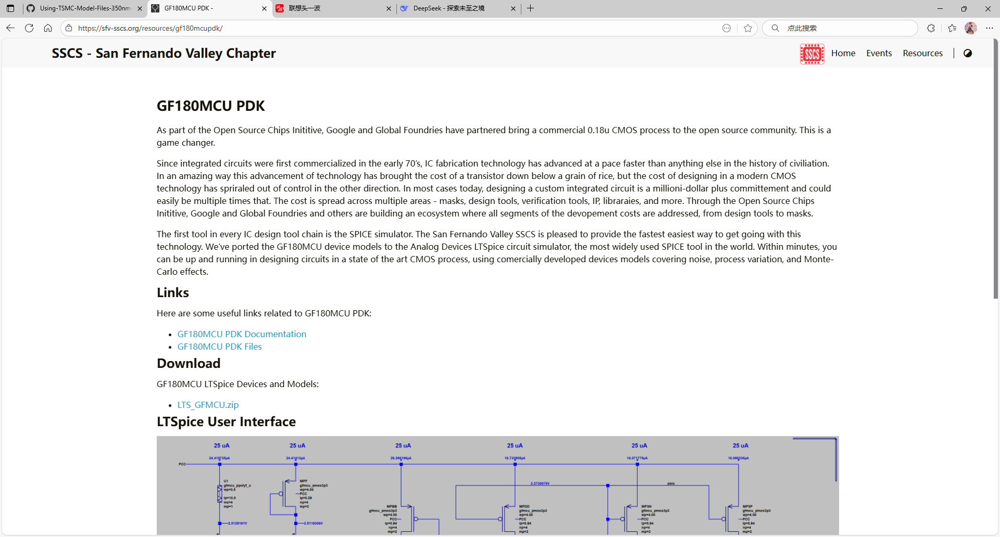 Using-TSMC-Model-Files-350nm-
GF180MCU PDK -
联想头一波
DeepSeek - 探索未至之境
https://sfv-sscs.org/resources/gf180mcupdk/
点此搜索
SSCS - San Fernando Valley Chapter
SSCS
Home
Events
Resources
GF180MCU PDK
As part of the Open Source Chips Inititive, Google and Global Foundries have partnered bring a commercial 0.18u CMOS process to the open source community. This is a
game changer.
Since integrated circuits were first commercialized in the early 70's, IC fabrication technology has advanced at a pace faster than anything else in the history of civiliation.
In an amazing way this advancement of technology has brought the cost of a transistor down below a grain of rice, but the cost of designing in a modern CMOS
technology has spriraled out of control in the other direction. In most cases today, designing a custom integrated circuit is a millioni-dollar plus committement and could
easily be multiple times that. The cost is spread across multiple areas - masks, design tools, verification tools, IP, libraraies, and more. Through the Open Source Chips
Inititive, Google and Global Foundries and others are building an ecosystem where all segments of the devopement costs are addressed, from design tools to masks.
The first tool in every IC design tool chain is the SPICE simulator. The San Fernando Valley SSCS is pleased to provide the fastest easiest way to get going with this
technology. We've ported the GF180MCU device models to the Analog Devices LTSpice circuit simulator, the most widely used SPICE tool in the world. Within minutes, you
can be up and running in designing circuits in a state of the art CMOS process, using comercially developed devices models covering noise, process variation, and Monte-
Carlo effects.
Links
Here are some useful links related to GF180MCU PDK:
• GF180MCU PDK Documentation
• GF180MCU PDK Files
Download
GF180MCU LTSpice Devices and Models:
• LTS_GFMCU.zip
LTSpice User Interface
25 uA 25 uA 25 uA 25 uA 25 uA 25 uA
24.415725µA 24.41413µA 26.266196µA 16.733909µA 16.071779µA 16.080336µA
PCC
U1
gfmcu_ppolyf_u
wp=0.5
lp=10.0
ms=4
mp=1
2.5128181V
MPF
gfmcu_pmos3p3
wp=4.00
PCC
lp=0.28
np=4
mp=2
2.5118306V
MPBB
gfmcu_pmos3p3
wp=4.00
PCC
lp=0.84
np=4
mp=2
2.3730075V
MPDD
gfmcu_pmos3p3
wp=4.00
PCC
lp=0.84
np=4
mp=2
pbis
MPSN
gfmcu_pmos3p3
wp=4.00
PCC
lp=0.84
np=4
mp=2
MPSP
gfmcu_pmos3p3
wp=4.00
PCC
lp=0.84
np=4
mp=2